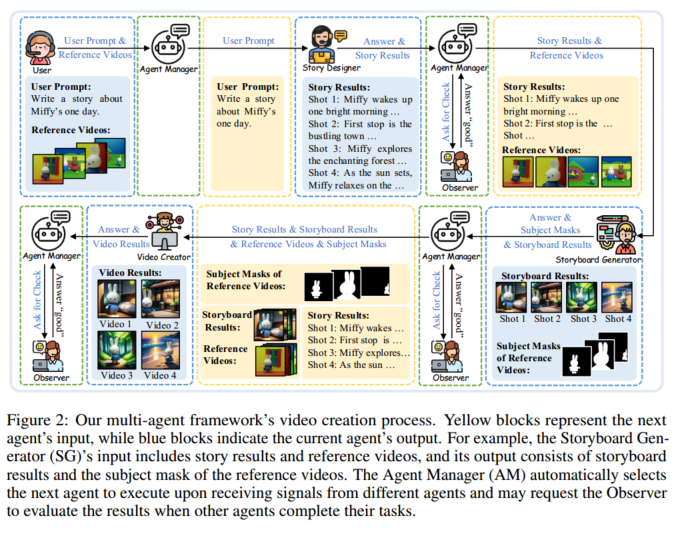 User Prompt &
Reference Videos
User
Agent Manager
User Prompt
Story Designer
Answer &
Story Results
Agent Manager
Story Results &
Reference Videos
User Prompt:
Write a story about
Miffy's one day.
Reference Videos:
User Prompt:
Write a story
about Miffy's
one day.
Story Results:
Shot 1: Miffy wakes up
one bright morning …
Shot 2: First stop is the
bustling town …
Shot 3: Miffy explores
the enchanting forest …
Shot 4: As the sun sets,
Miffy relaxes on the …
Ask for Check
Answer "good"
Observer
Story Results:
Shot 1: Miffy wakes up one
bright morning …
Shot 2: First stop is the …
Shot …
Reference Videos:
Agent Manager
Answer &
Video Results
Video Creator
Story Results & Storyboard Results
& Reference Videos & Subject Masks
Agent Manager
Answer &
Subject Masks
& Storyboard Results
Storyboard Generator
Ask for Check
Answer "good"
Observer
Video Results:
Video 1 Video 2
Video 3 Video 4
Subject Masks of
Reference Videos:
Storyboard
Results:
Reference
Videos:
Story Results:
Shot 1: Miffy wakes …
Shot 2: First stop is …
Shot 3: Miffy explores…
Shot 4: As the sun …
Ask for Check
Answer "good"
Observer
Storyboard Results:
Shot 1 Shot 2 Shot 3 Shot 4
Subject Masks
of Reference
Videos:
Figure 2: Our multi-agent framework's video creation process. Yellow blocks represent the next
agent's input, while blue blocks indicate the current agent's output. For example, the Storyboard Gen-
erator (SG)'s input includes story results and reference videos, and its output consists of storyboard
results and the subject mask of the reference videos. The Agent Manager (AM) automatically selects
the next agent to execute upon receiving signals from different agents and may request the Observer
to evaluate the results when other agents complete their tasks.